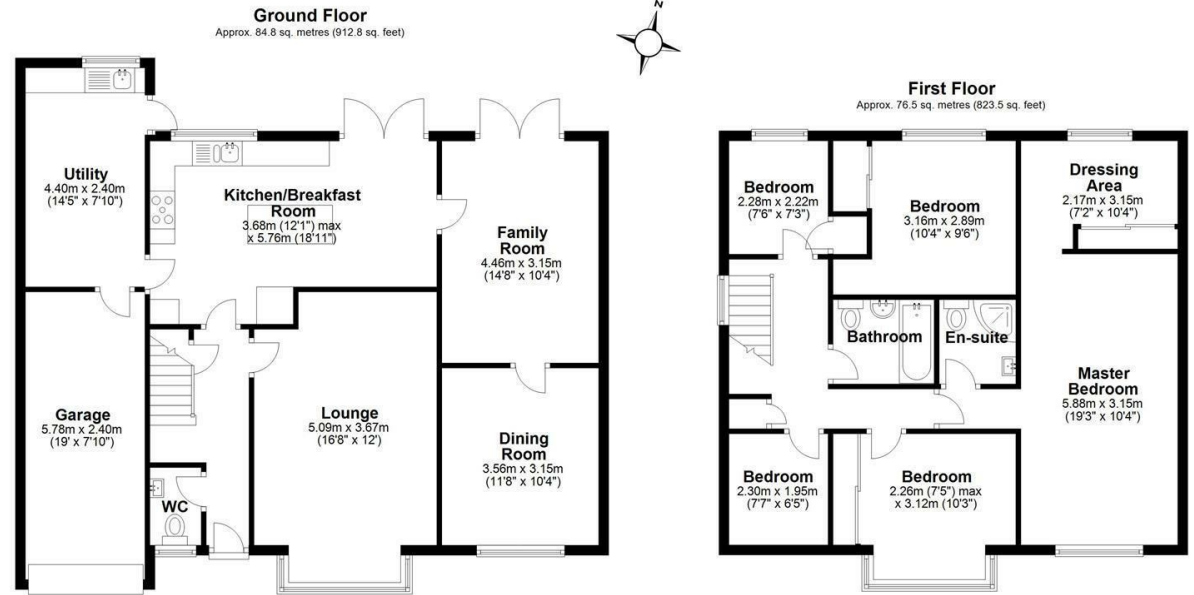 N
Ground Floor
Approx. 84.8 sq. metres (912.8 sq. feet)
Utility
4.40m x 2.40m
(14'5" x 7'10")
Kitchen/Breakfast
Room
3.68m (12'1") max
x 5.76m (18'11")
Family
Room
4.46m x 3.15m
(14'8" x 10'4")
Garage
5.78m x 2.40m
(19' x 7'10")
Lounge
5.09m x 3.67m
(16'8" x 12')
Dining
Room
3.56m x 3.15m
(11'8" x 10'4")
WC
First Floor
Approx. 76.5 sq. metres (823.5 sq. feet)
Bedroom
2.28m x 2.22m
(7'6" x 7'3")
Bedroom
3.16m x 2.89m
(10'4" x 9'6")
Dressing
Area
2.17m x 3.15m
(7'2" x 10'4")
Bathroom
En-suite
Master
Bedroom
5.88m x 3.15m
(19'3" x 10'4")
Bedroom
2.30m x 1.95m
(7'7" x 6'5")
Bedroom
2.26m (7'5") max
x 3.12m (10'3")